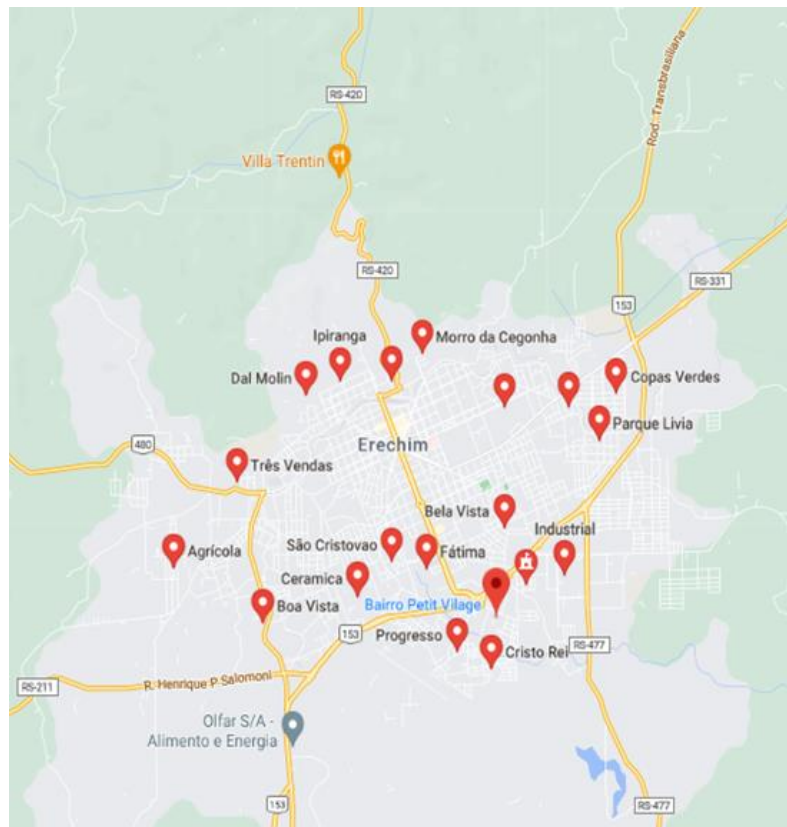 RS-420
Rod. Transbrasiliana
Villa Trentin
RS-420
RS-331
153
Ipiranga
Morro da Cegonha
Dal Molin
Copas Verdes
Parque Livia
Erechim
480
Três Vendas
Bela Vista
Industrial
São Cristovao
Fátima
Agrícola
Ceramica
Boa Vista
Bairro Petit Vilage
153
Progresso
Cristo Rei
RS-477
R. Henrique P Salomoni
RS-211
Olfar S/A -
Alimento e Energia
153
RS-477